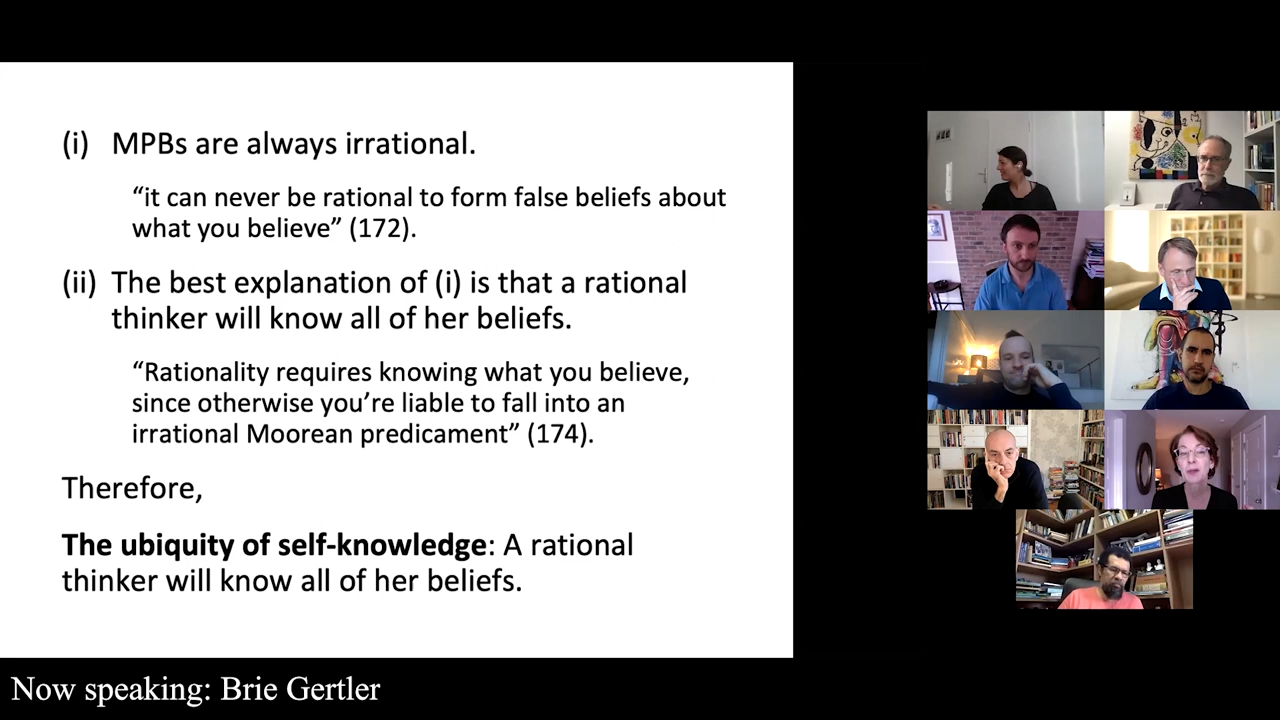 (i) MPBs are always irrational.
“it can never be rational to form false beliefs about
what you believe” (172).
(ii) The best explanation of (i) is that a rational
thinker will know all of her beliefs.
“Rationality requires knowing what you believe,
since otherwise you’re liable to fall into an
irrational Moorean predicament” (174).
Therefore,
The ubiquity of self-knowledge: A rational
thinker will know all of her beliefs.
Now speaking: Brie Gertler